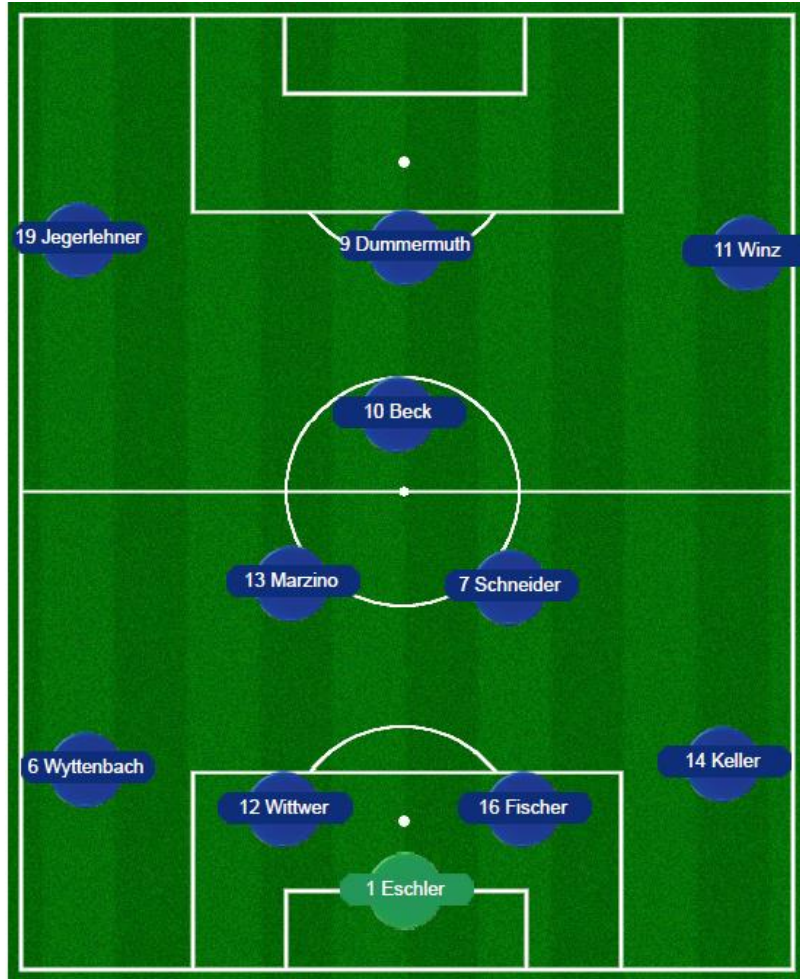 19 Jegerlehner
9 Dummermuth
11 Winz
10 Beck
13 Marzino
7 Schneider
6 Wyttenbach
14 Keller
12 Wittwer
16 Fischer
1 Eschler